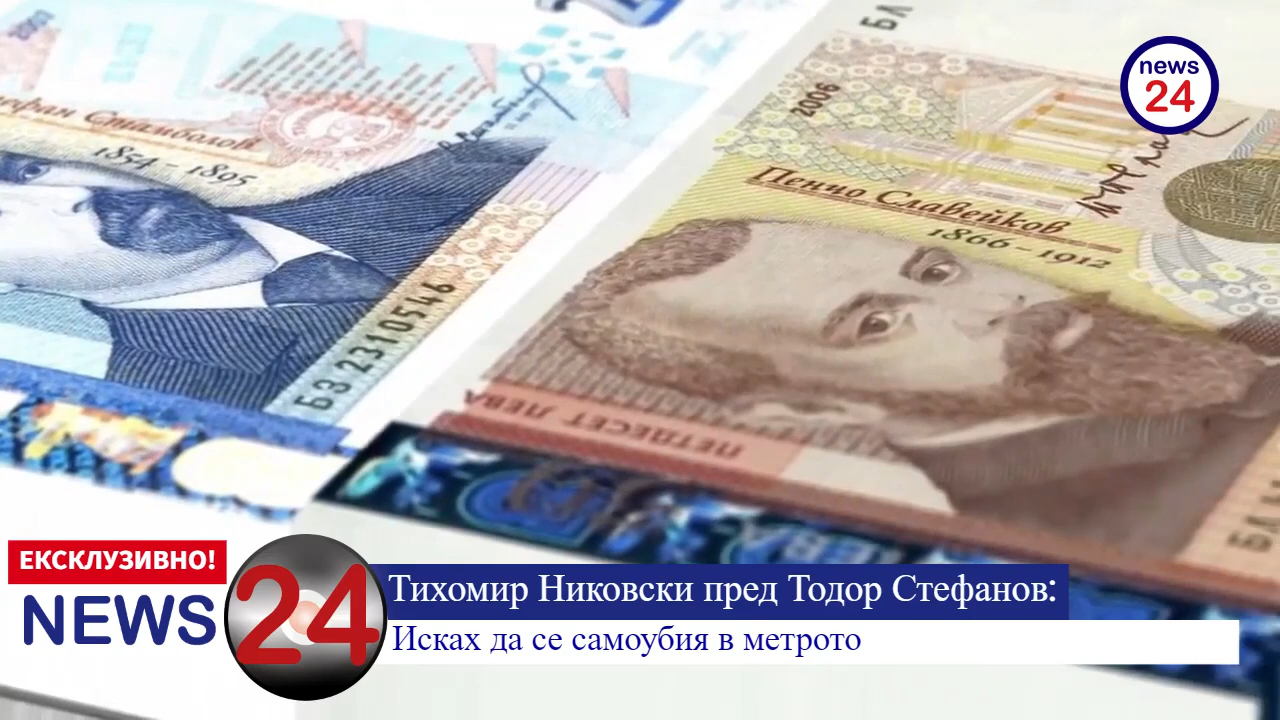 БЛ
news
24
2006
Стамболов
1854 – 1895
Пенчо Славейков
1866 – 1912
БЗ 2310546
ПЕТДЕСЕТ ЛЕВА
ЕКСКЛУЗИВНО!
NEWS
24
Тихомир Никовски пред Тодор Стефанов:
Исках да се самоубия в метрото